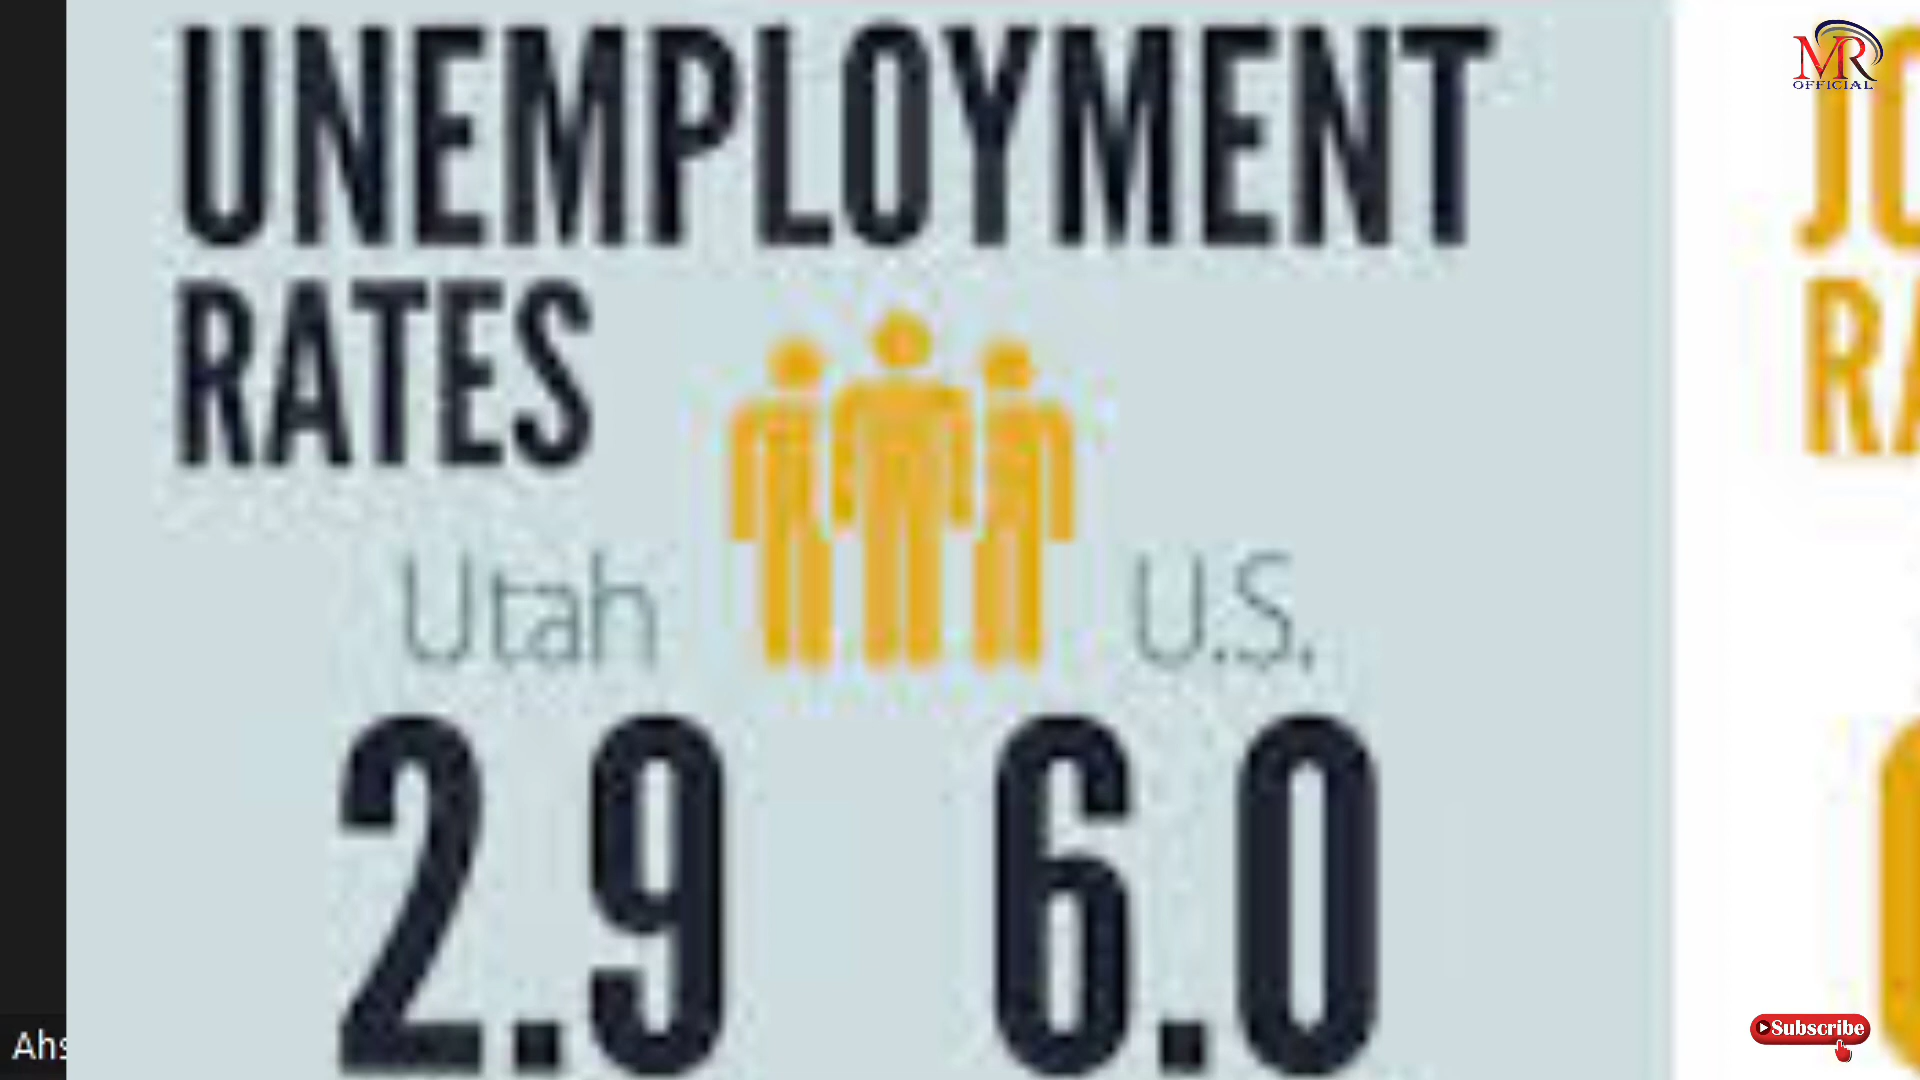 UNEMPLOYMENT
RATES
Utah
U.S.
2.9
6.0
MR
OFFICIAL
Subscribe